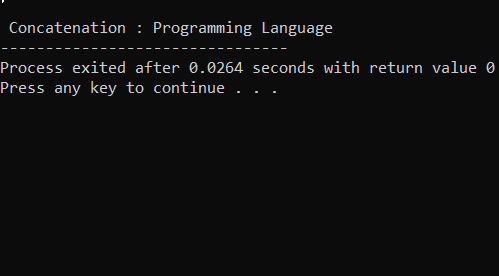 Concatenation : Programming Language
--------------------------------
Process exited after 0.0264 seconds with return value 0
Press any key to continue . . .